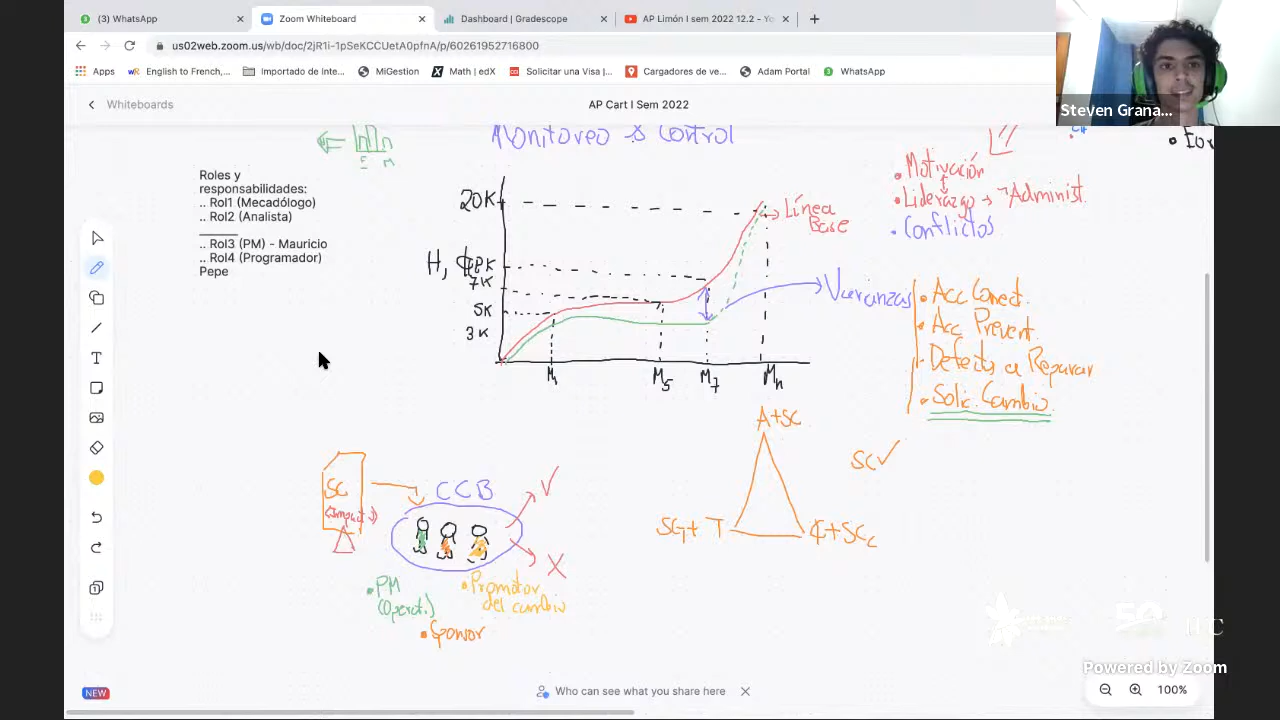 (3) WhatsApp
Zoom Whiteboard
Dashboard | Gradescope
AP Limón I sem 2022 12.2 - Yo
us02web.zoom.us/wb/doc/2jR1i-1pSeKCCUetA0pfnA/p/60261952716800
Apps
English to French,...
Importado de Inte...
MiGestion
Math | edX
Solicitar una Visa |...
Cargadores de ve...
Adam Portal
WhatsApp
Steven Grana...
Whiteboards
AP Cart I Sem 2022
Monitoreo & Control
Roles y
responsabilidades:
.. Rol1 (Mecadólogo)
.. Rol2 (Analista)
.. Rol3 (PM) - Mauricio
.. Rol4 (Programador)
Pepe
20K
7K
5K
3K
Línea
Base
M5
M7
Mn
Varianzas
• Motivación
• Liderazgo → Administ.
• Conflictos
• Acc Correct.
• Acc Prevent.
• Defecto a Reparar
• Solic. Cambio
A+SC
SC✓
T
SC
(Impact)
CCB
✓
X
• PM
(Operat.)
• Promotor
del cambio
T
NEW
Who can see what you share here
Powered by Zoom
100%